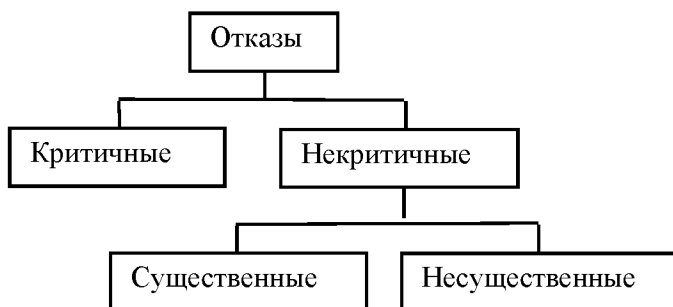 Отказы
Критичные
Некритичные
Существенные
Несущественные